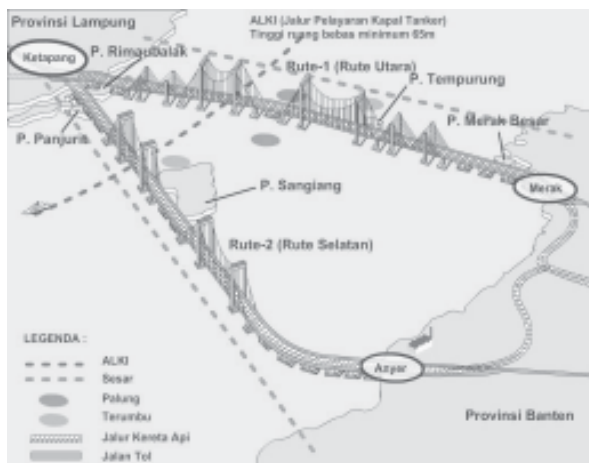 Provinsi Lampung
ALKI (Jalur Pelayaran Kapal Tanker)
Tinggi ruang bebas minimum 65m
Ketapang
P. Rimaubalak
Rute-1 (Rute Utara)
P. Tempurung
P. Panjurit
P. Merak Besar
P. Sangiang
Merak
Rute-2 (Rute Selatan)
LEGENDA :
ALKI
Sesar
Palung
Terumbu
Jalur Kereta Api
Jalan Tol
Anyer
Provinsi Banten